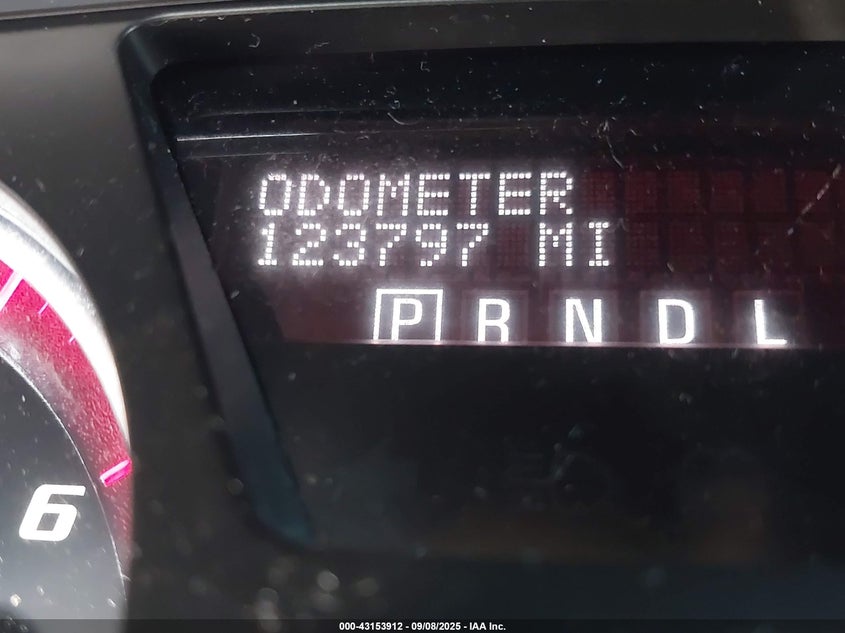 ODOMETER
123797 MI
P R N D L
6
000-43153912 - 09/08/2025 - IAA Inc.